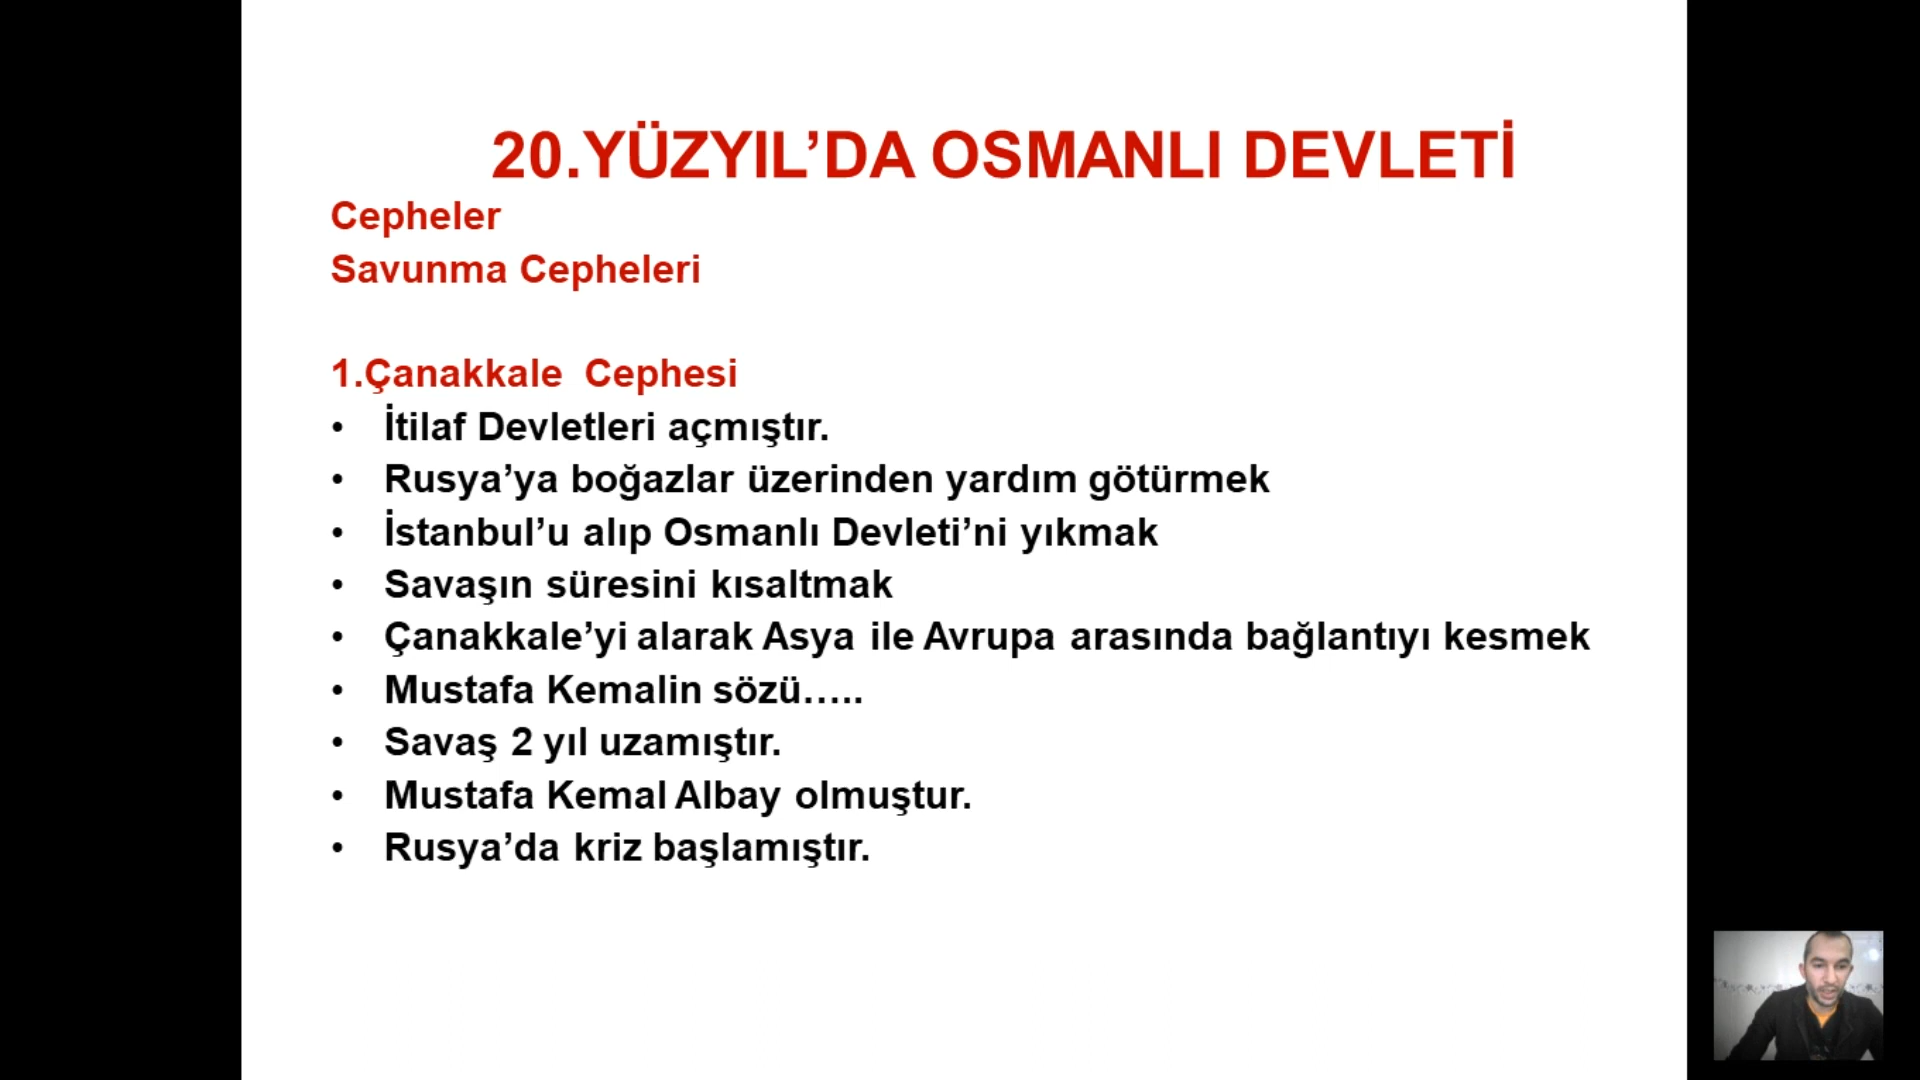 20.YÜZYIL’DA OSMANLI DEVLETİ
Cepheler
Savunma Cepheleri
1.Çanakkale Cephesi
• İtilaf Devletleri açmıştır.
• Rusya’ya boğazlar üzerinden yardım götürmek
• İstanbul’u alıp Osmanlı Devleti’ni yıkmak
• Savaşın süresini kısaltmak
• Çanakkale’yi alarak Asya ile Avrupa arasında bağlantıyı kesmek
• Mustafa Kemalin sözü…..
• Savaş 2 yıl uzamıştır.
• Mustafa Kemal Albay olmuştur.
• Rusya’da kriz başlamıştır.